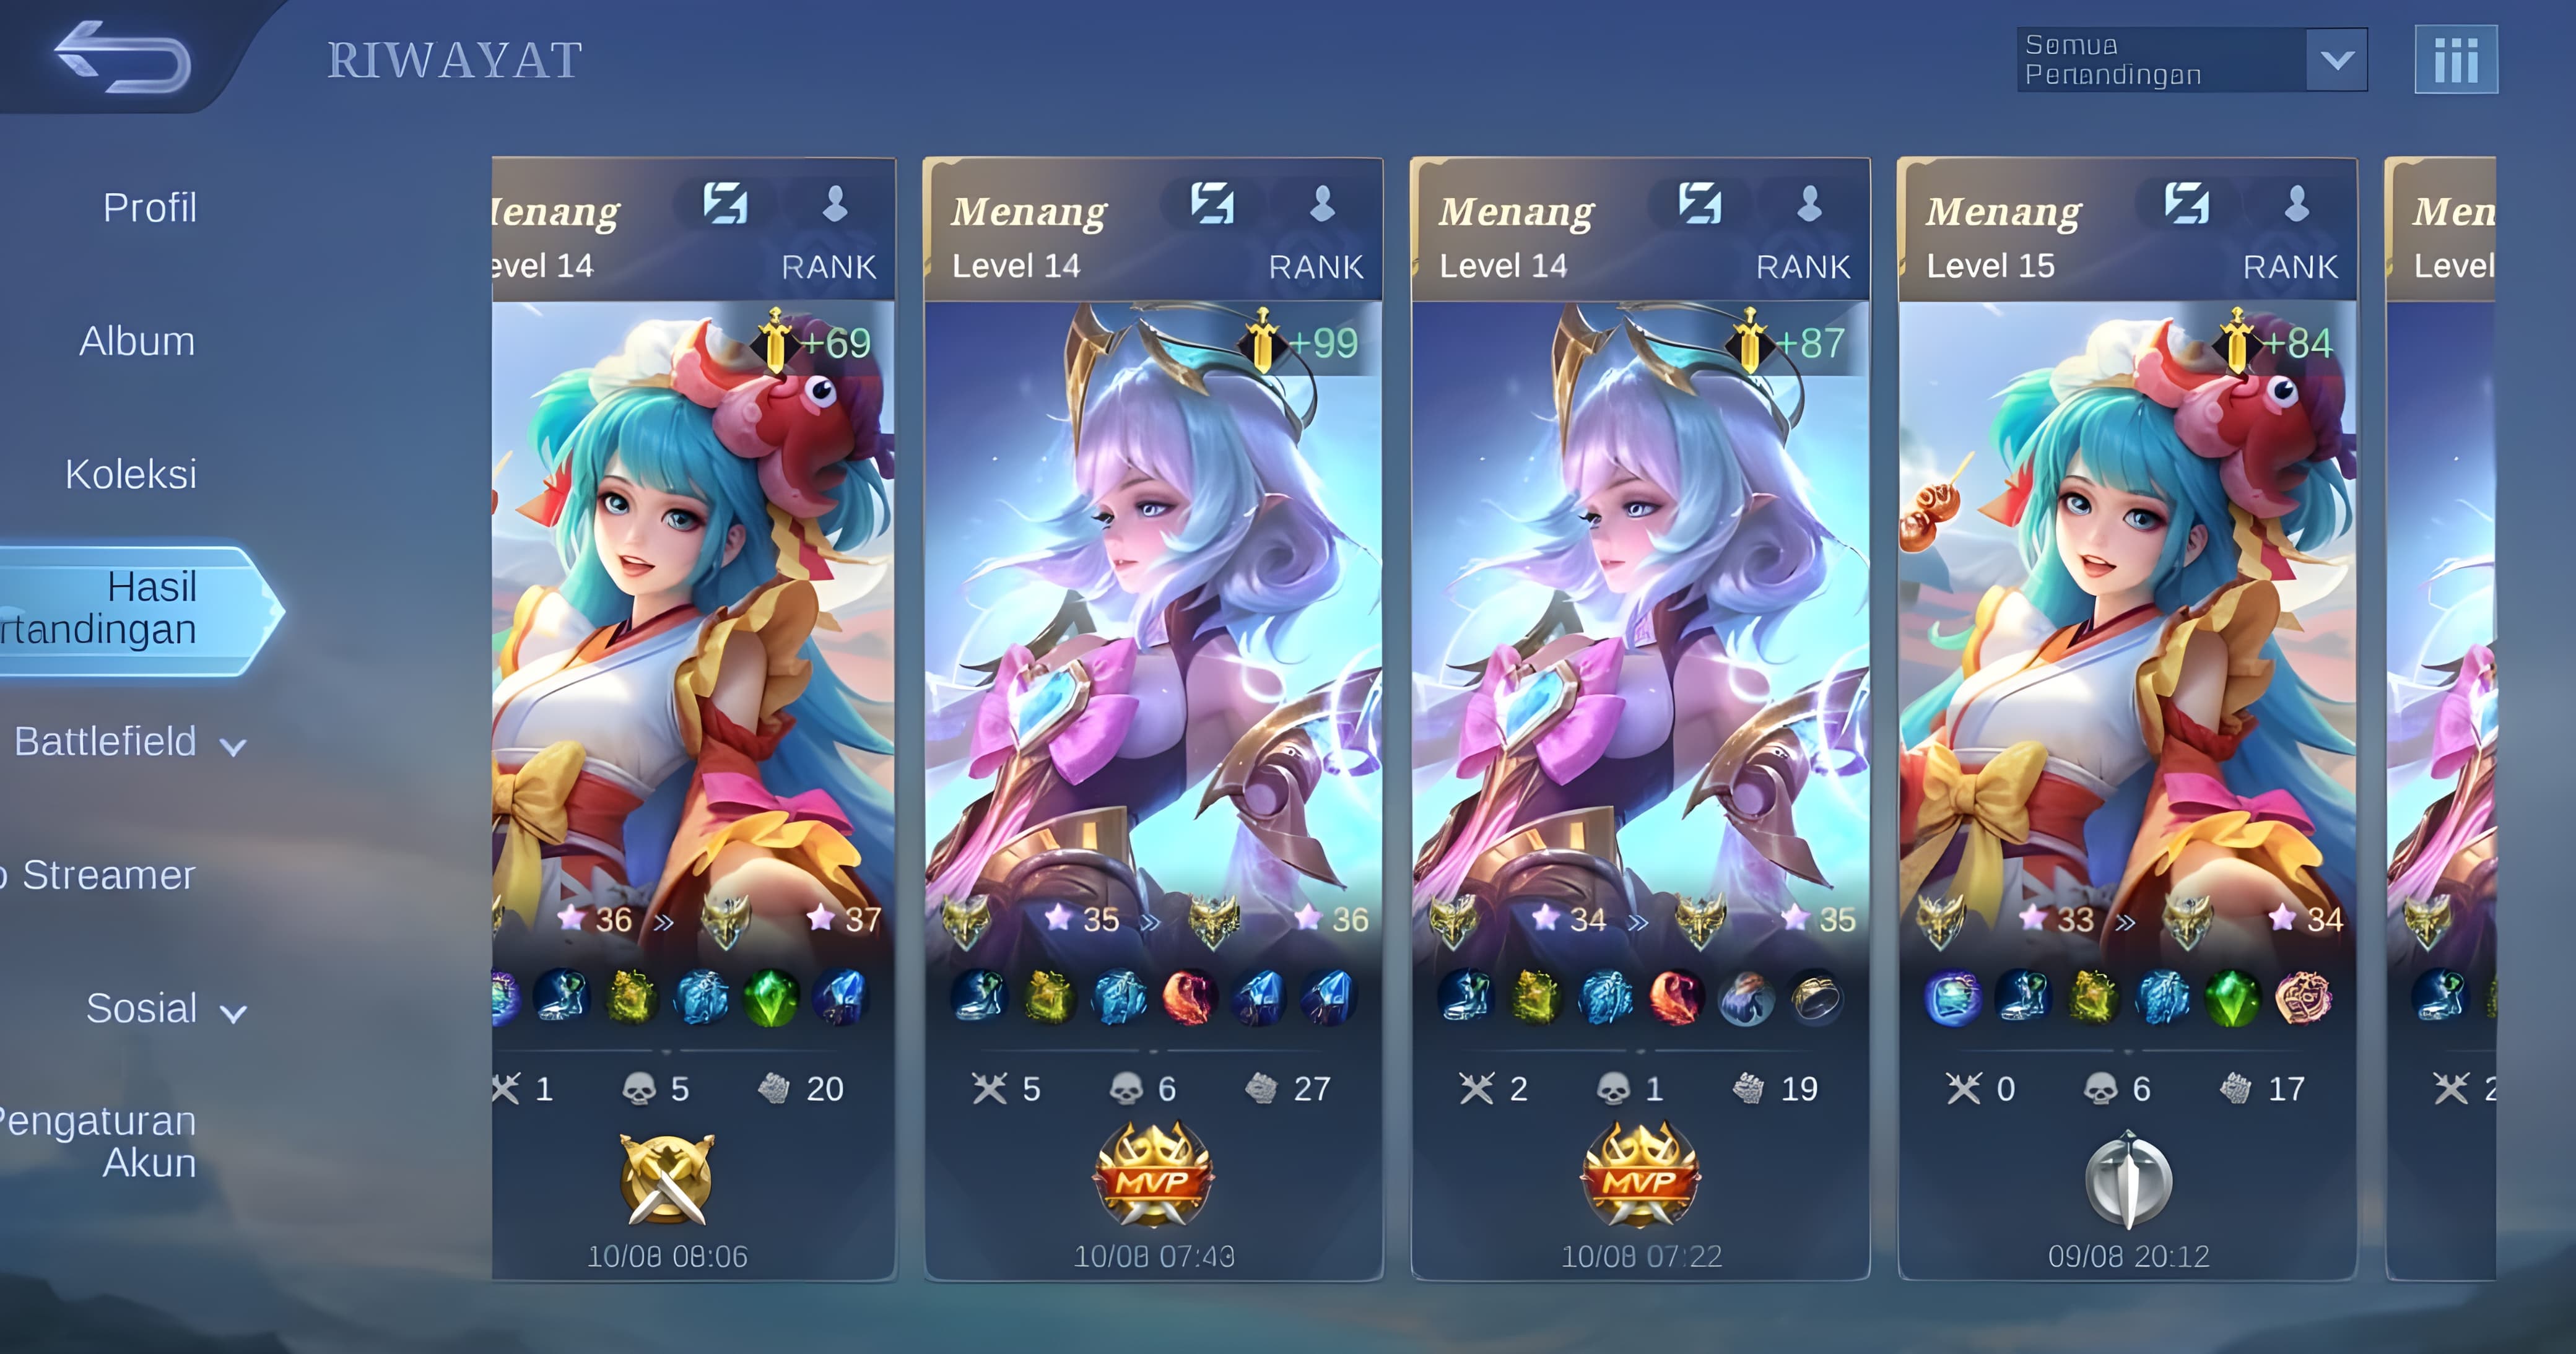 RIWAYAT
Semua
Pertandingan
Profil
Album
Koleksi
Hasil
rtandingan
Battlefield
Streamer
Sosial
Pengaturan
Akun
Menang
evel 14
RANK
+69
36 » 37
1 5 20
10/08 08:06
Menang
Level 14
RANK
+99
35 » 36
5 6 27
MVP
10/08 07:43
Menang
Level 14
RANK
+87
34 » 35
2 1 19
MVP
10/08 07:22
Menang
Level 15
RANK
+84
33 » 34
0 6 17
09/08 20:12
Men
Level
2